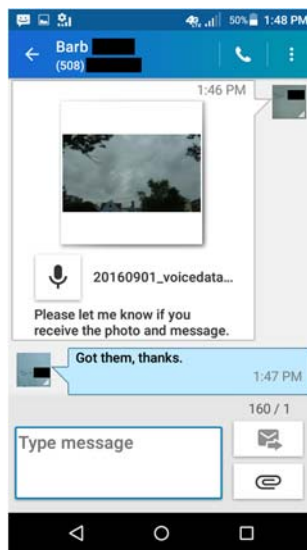 50% 1:48 PM
Barb
(508)
1:46 PM
20160901_voicedata...
Please let me know if you
receive the photo and message.
Got them, thanks.
1:47 PM
160 / 1
Type message